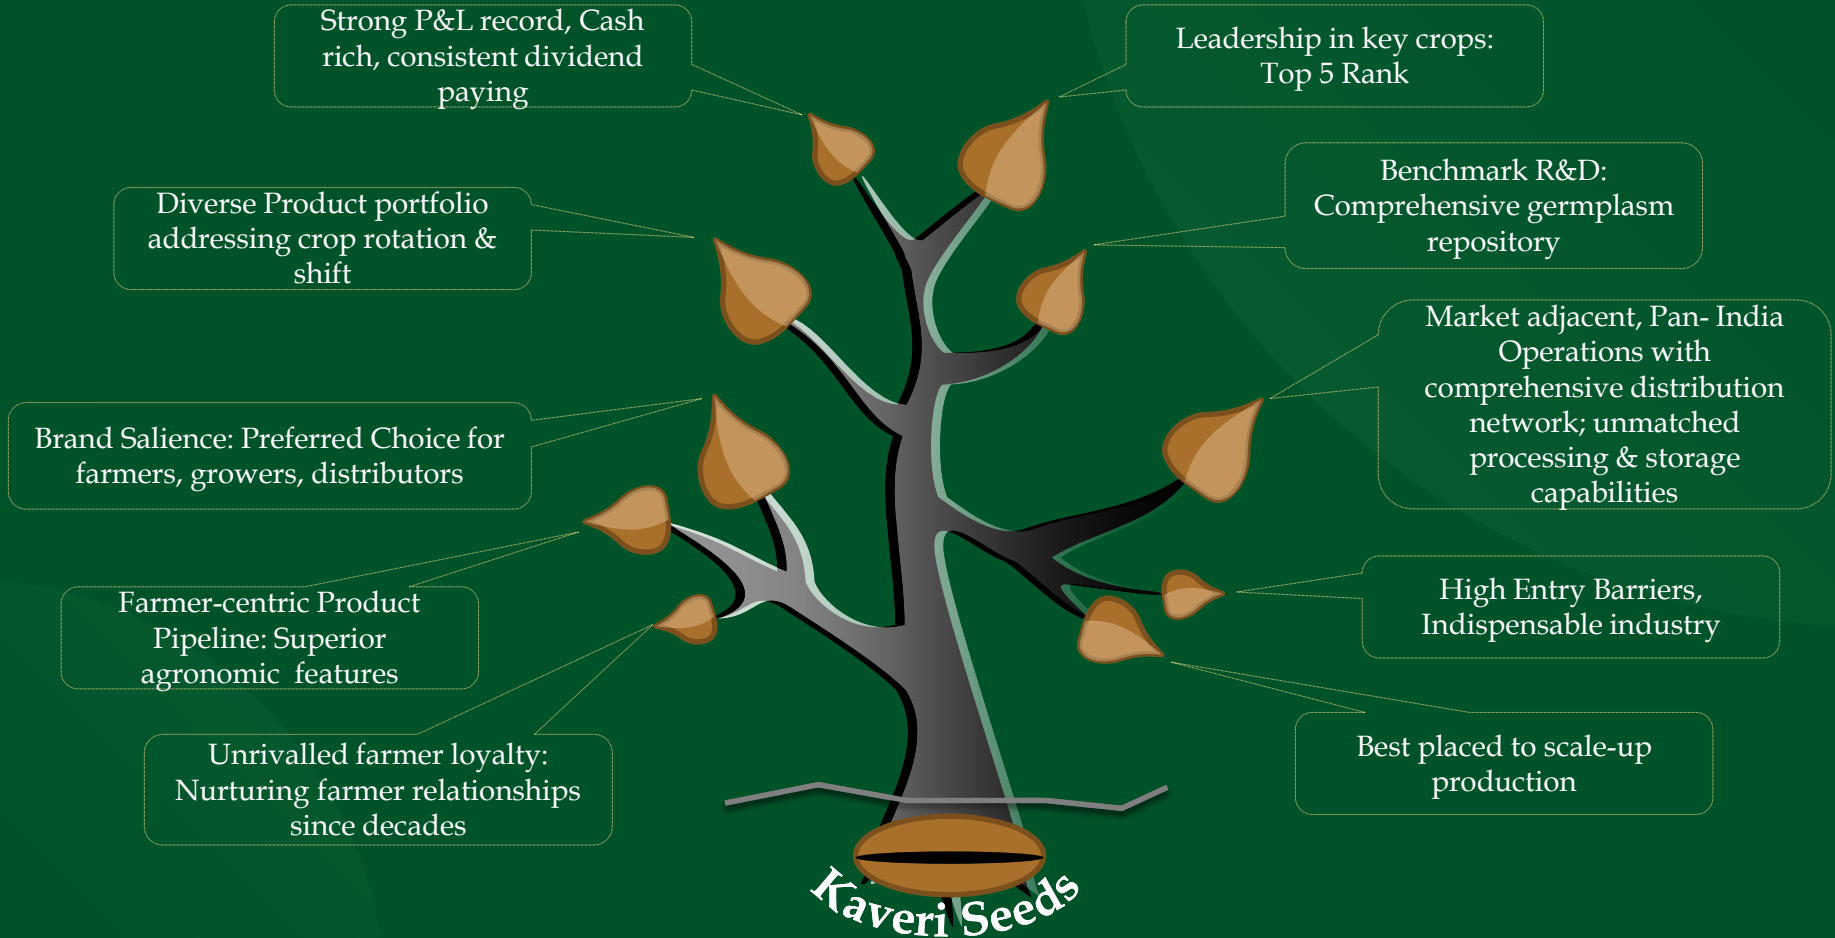 Strong P&L record, Cash
rich, consistent dividend
paying
Leadership in key crops:
Top 5 Rank
Diverse Product portfolio
addressing crop rotation &
shift
Benchmark R&D:
Comprehensive germplasm
repository
Brand Salience: Preferred Choice for
farmers, growers, distributors
Market adjacent, Pan- India
Operations with
comprehensive distribution
network; unmatched
processing & storage
capabilities
Farmer-centric Product
Pipeline: Superior
agronomic  features
High Entry Barriers,
Indispensable industry
Unrivalled farmer loyalty:
Nurturing farmer relationships
since decades
Best placed to scale-up
production
Kaveri Seeds